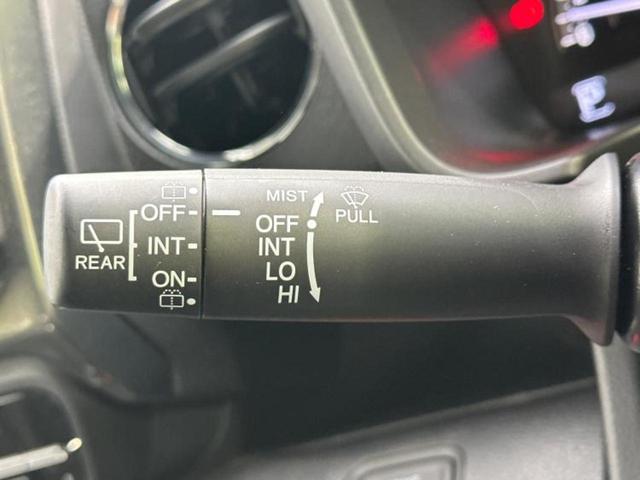 REAR
OFF
INT
ON
MIST
OFF
INT
LO
HI
PULL